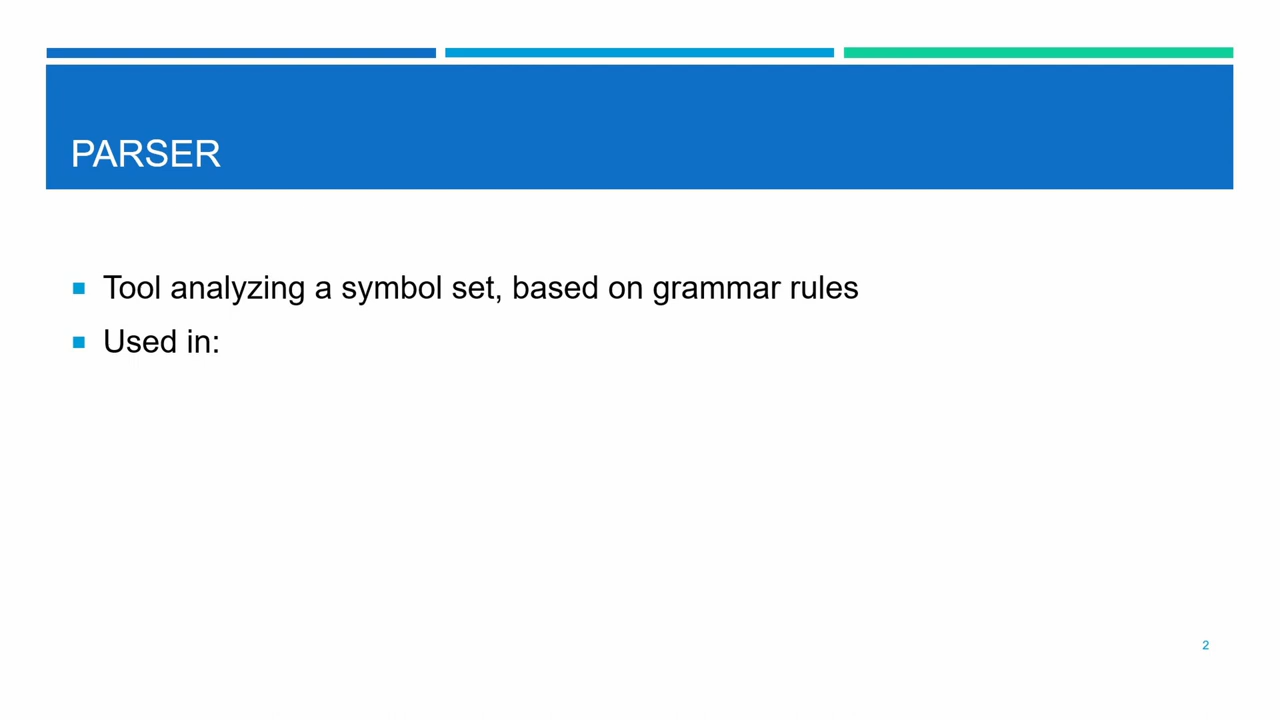 PARSER
Tool analyzing a symbol set, based on grammar rules
Used in:
2